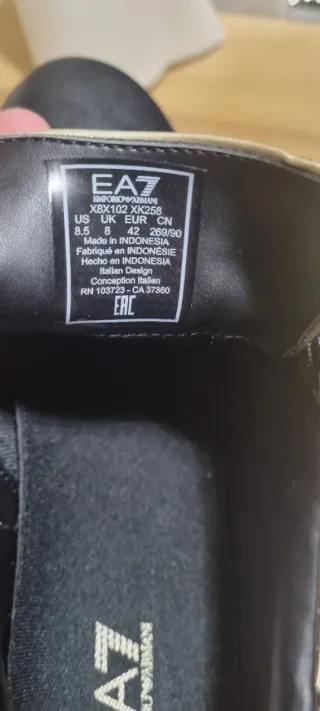 EA7
EMPORIO ARMANI
X8X102 XK258
US UK EUR CN
8.5 8 42 269/90
Made in INDONESIA
Fabriqué en INDONÉSIE
Hecho en INDONESIA
Italian Design
Conception Italien
RN 103723 - CA 37360
EAC
EA7
EMPORIO ARMANI